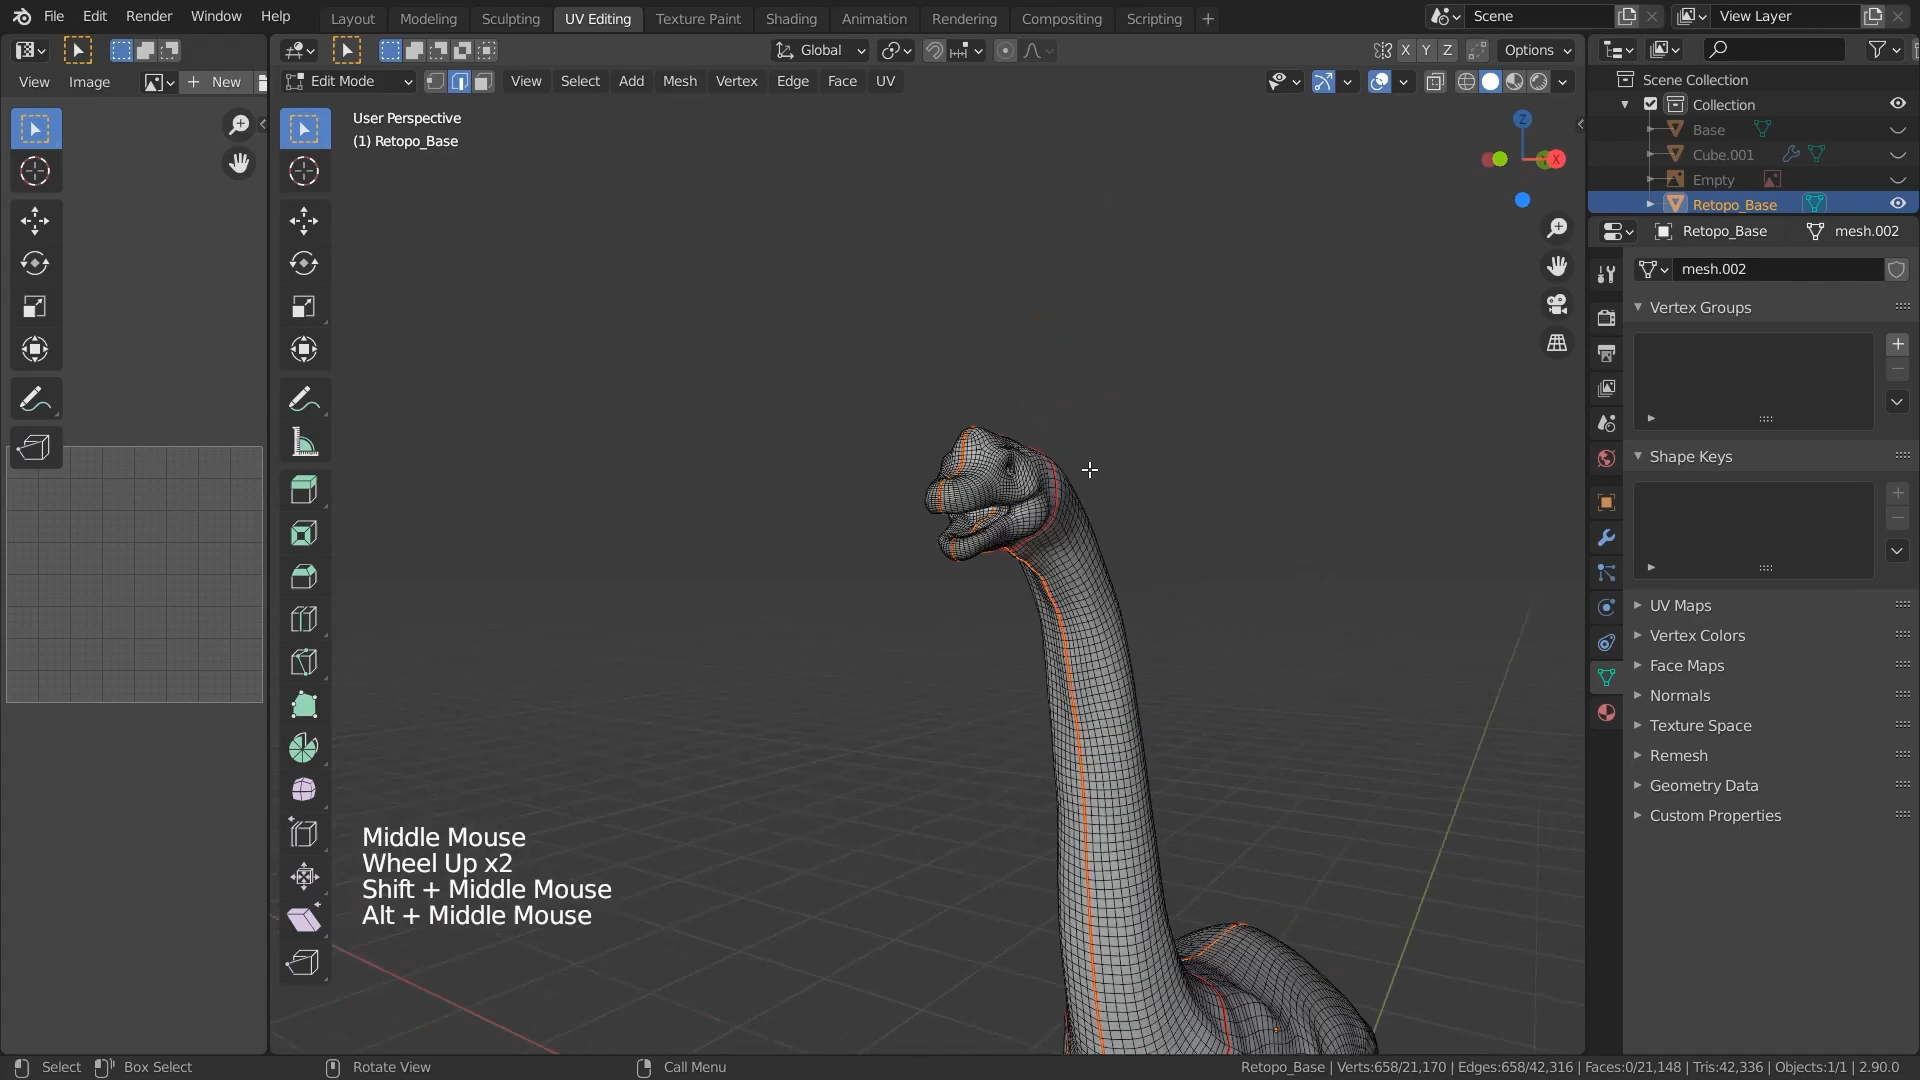 File Edit Render Window Help Layout Modeling Sculpting UV Editing Texture Paint Shading Animation Rendering Compositing Scripting + Scene View Layer
Global X Y Z Options
View Image + New Edit Mode View Select Add Mesh Vertex Edge Face UV
Scene Collection
Collection
Base
Cube.001
Empty
Retopo_Base
User Perspective
(1) Retopo_Base
Z
X
Retopo_Base mesh.002
mesh.002
Vertex Groups
Shape Keys
UV Maps
Vertex Colors
Face Maps
Normals
Texture Space
Remesh
Geometry Data
Custom Properties
Middle Mouse
Wheel Up x2
Shift + Middle Mouse
Alt + Middle Mouse
Select Box Select Rotate View Call Menu Retopo_Base | Verts:658/21,170 | Edges:658/42,316 | Faces:0/21,148 | Tris:42,336 | Objects:1/1 | 2.90.0